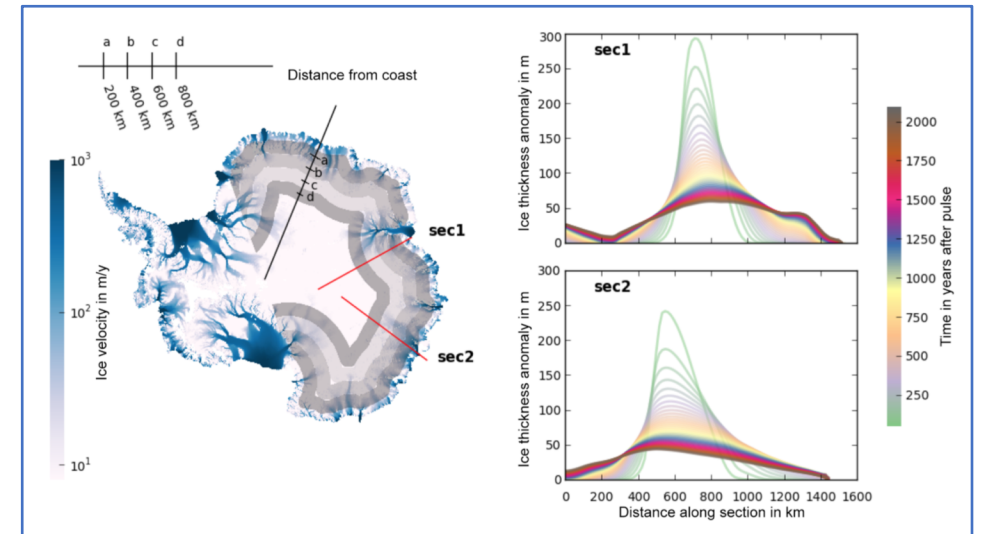 a b c d
200 km
400 km
600 km
800 km
Distance from coast
a
b
c
d
sec1
sec2
10³
10²
10¹
Ice velocity in m/y
sec1
300
250
200
150
100
50
0
Ice thickness anomaly in m
sec2
300
250
200
150
100
50
0
Ice thickness anomaly in m
0 200 400 600 800 1000 1200 1400 1600
Distance along section in km
2000
1750
1500
1250
1000
750
500
250
Time in years after pulse